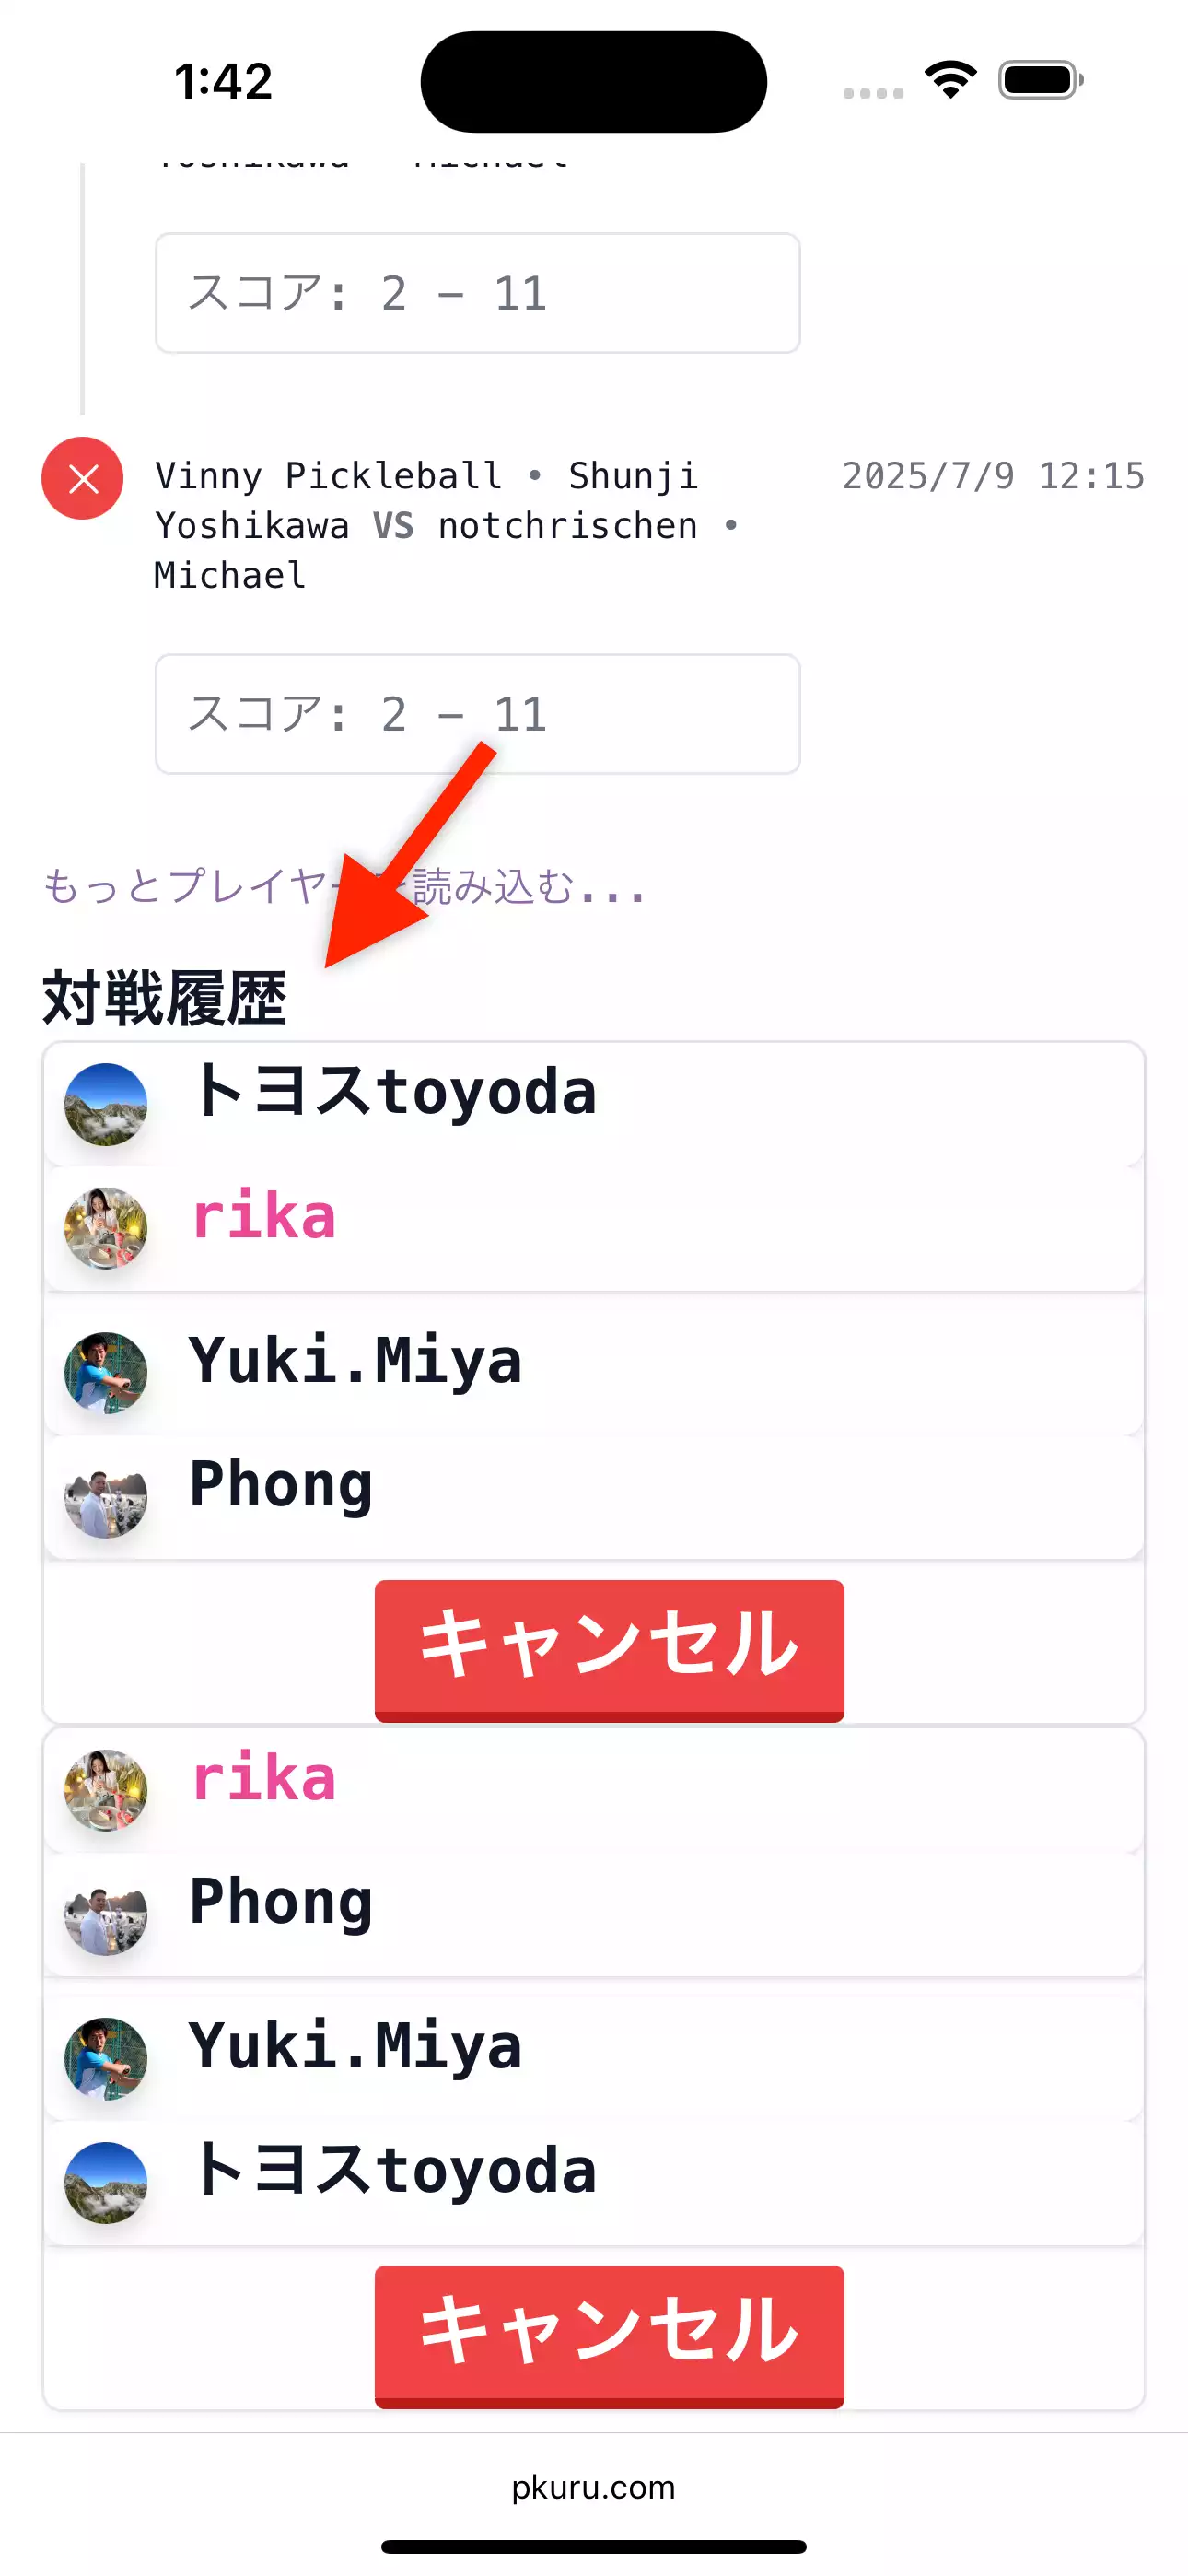 1:42
スコア: 2 – 11
Vinny Pickleball • Shunji
Yoshikawa VS notchrischen •
Michael
2025/7/9 12:15
スコア: 2 – 11
もっとプレイヤーを読み込む...
対戦履歴
トヨスtoyoda
rika
Yuki.Miya
Phong
キャンセル
rika
Phong
Yuki.Miya
トヨスtoyoda
キャンセル
pkuru.com